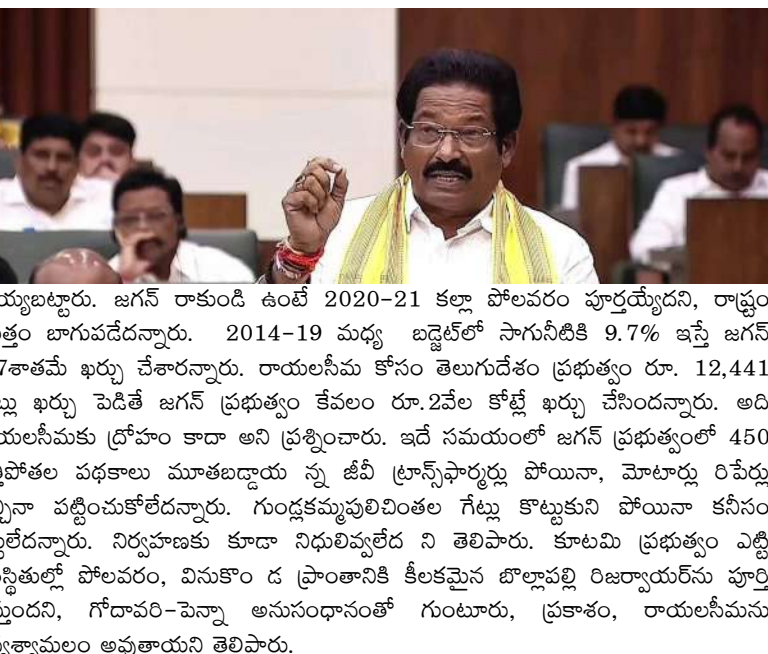 య్యబట్టారు. జగన్ రాకుండి ఉంటే 2020-21 కల్లా పోలవరం పూర్తయ్యేదని, రాష్ట్రం
త్తం బాగుపడేదన్నారు. 2014-19 మధ్య బడ్జెట్‌లో సాగునీటికి 9.7% ఇస్తే జగన్
7శాతమే ఖర్చు చేశారన్నారు. రాయలసీమ కోసం తెలుగుదేశం ప్రభుత్వం రూ. 12,441
ట్లు ఖర్చు పెడితే జగన్ ప్రభుత్వం కేవలం రూ.2వేల కోట్లే ఖర్చు చేసిందన్నారు. అది
యలసీమకు ద్రోహం కాదా అని ప్రశ్నించారు. ఇదే సమయంలో జగన్ ప్రభుత్వంలో 450
త్తిపోతల పథకాలు మూతబడ్డాయ న్న జీవీ ట్రాన్స్‌ఫార్మర్లు పోయినా, మోటార్లు రిపేర్లు
చ్చినా పట్టించుకోలేదన్నారు. గుండ్లకమ్మపులిచింతల గేట్లు కొట్టుకుని పోయినా కనీసం
లేదన్నారు. నిర్వహణకు కూడా నిధులివ్వలేద ని తెలిపారు. కూటమి ప్రభుత్వం ఎట్టి
స్థితుల్లో పోలవరం, వినుకొం డ ప్రాంతానికి కీలకమైన బొల్లాపల్లి రిజర్వాయర్‌ను పూర్తి
స్తుందని, గోదావరి-పెన్నా అనుసంధానంతో గుంటూరు, ప్రకాశం, రాయలసీమను
శ్యామలం అవుతాయని తెలిపారు.